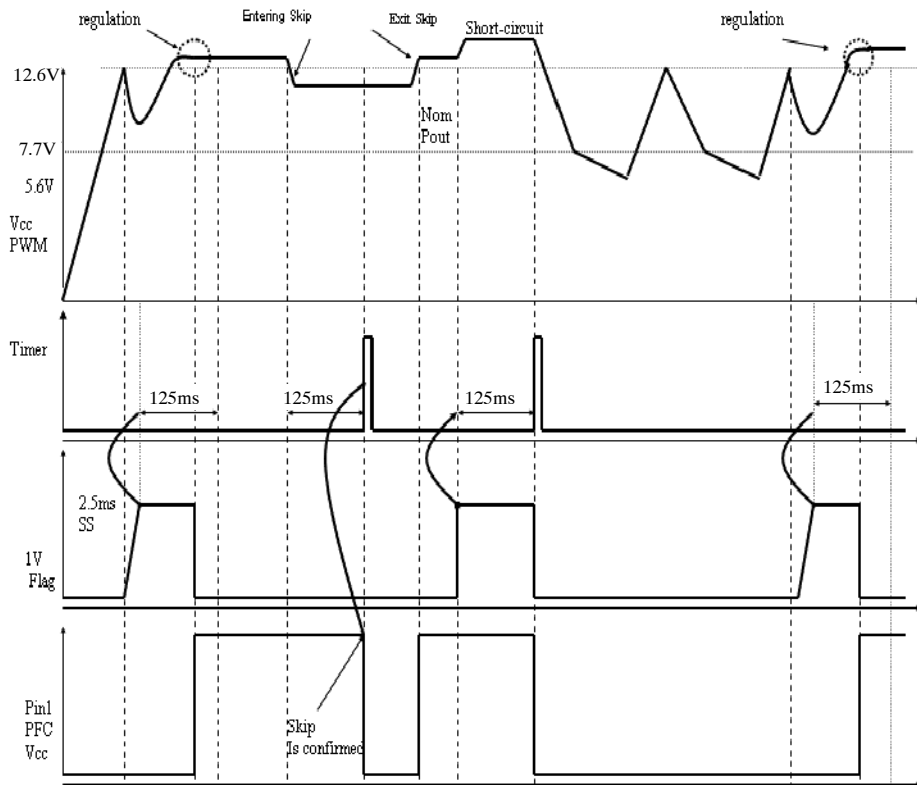 regulation
Entering Skip
Exit Skip
Short-circuit
regulation
12.6V
Nom
Pout
7.7V
5.6V
Vcc
PWM
Timer
125ms
125ms
125ms
125ms
2.5ms
SS
1V
Flag
Pin1
PFC
Vcc
Skip
Is confirmed